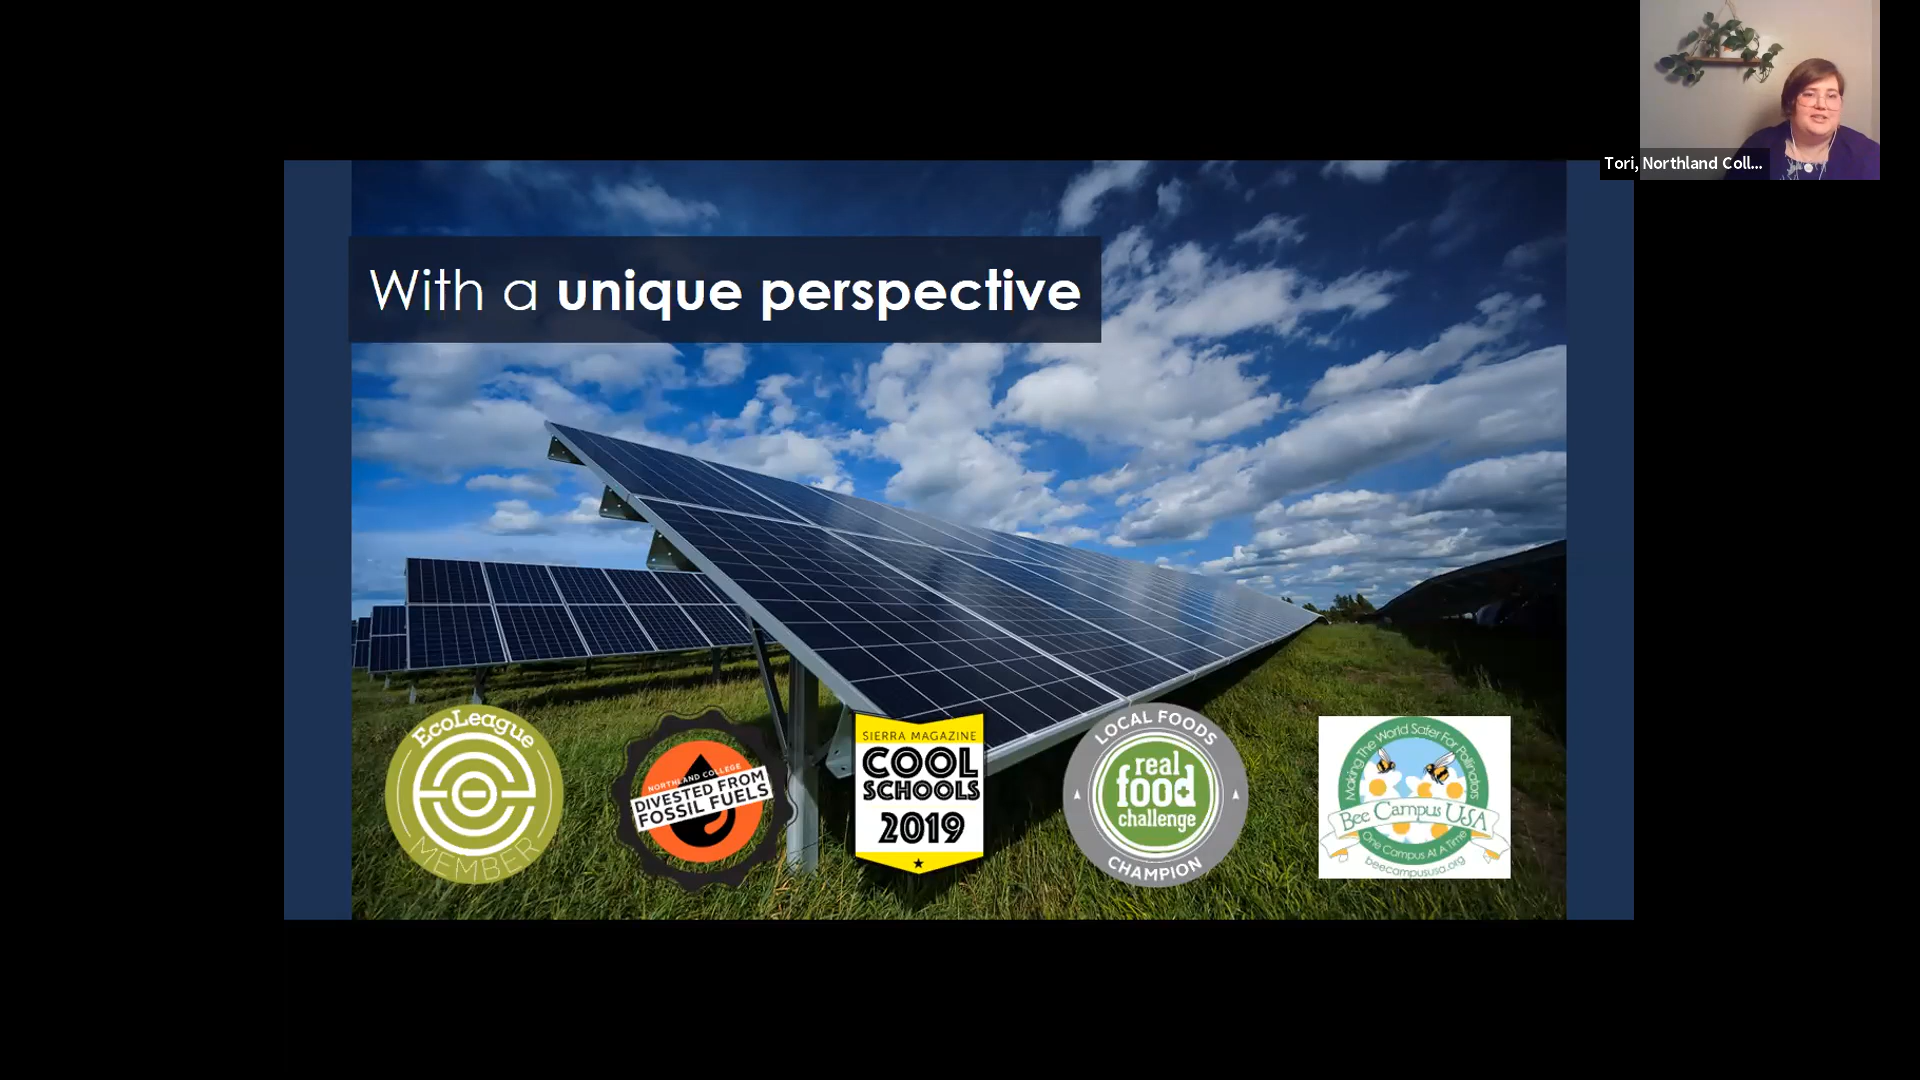 Tori, Northland Coll...
With a unique perspective
EcoLeague
MEMBER
NORTHLAND COLLEGE
DIVESTED FROM
FOSSIL FUELS
SIERRA MAGAZINE
COOL
SCHOOLS
2019
LOCAL FOODS
real
food
challenge
CHAMPION
Making The World Safer For Pollinators
Bee Campus USA
One Campus At A Time
beecampususa.org